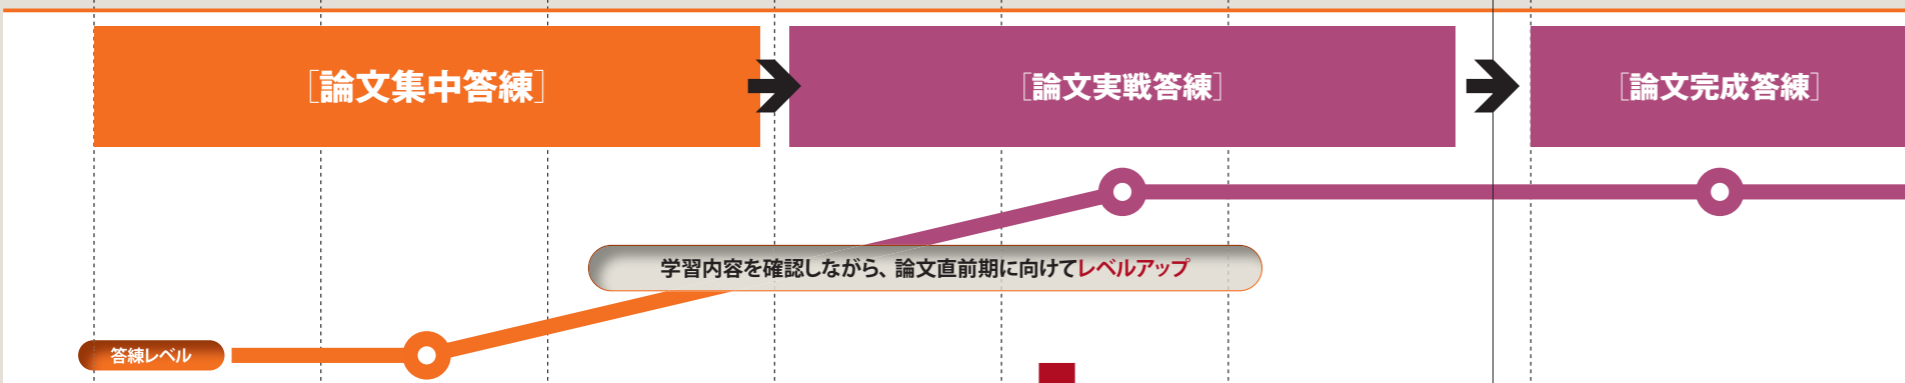 [論文集中答練]
[論文実戦答練]
[論文完成答練]
学習内容を確認しながら、論文直前期に向けてレベルアップ
答練レベル